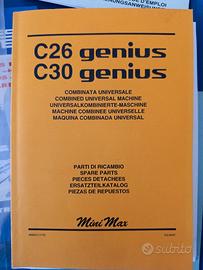 C26 genius
C30 genius
COMBINATA UNIVERSALE
COMBINED UNIVERSAL MACHINE
UNIVERSALKOMBINIERTE-MASCHINE
MACHINE COMBINEE UNIVERSELLE
MAQUINA COMBINADA UNIVERSAL
PARTI DI RICAMBIO
SPARE PARTS
PIECES DETACHEES
ERSATZTEILKATALOG
PIEZAS DE REPUESTOS
MiniMax
subito